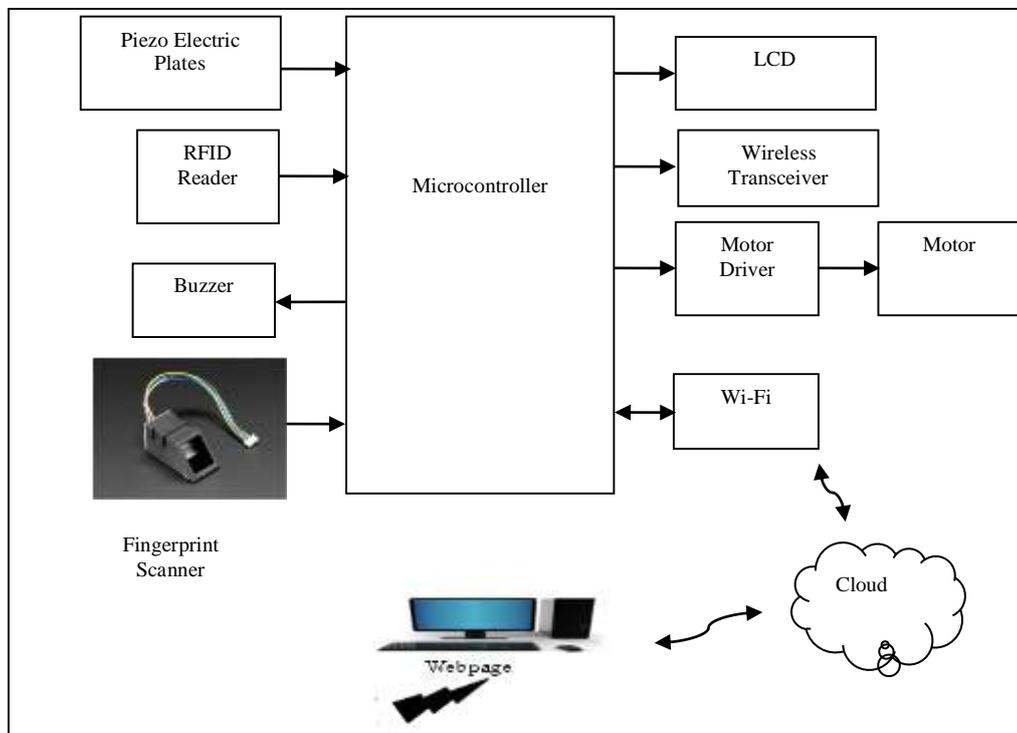 Piezo Electric
Plates
LCD
RFID
Reader
Wireless
Transceiver
Microcontroller
Motor
Driver
Motor
Buzzer
Wi-Fi
Fingerprint
Scanner
Cloud
Webpage